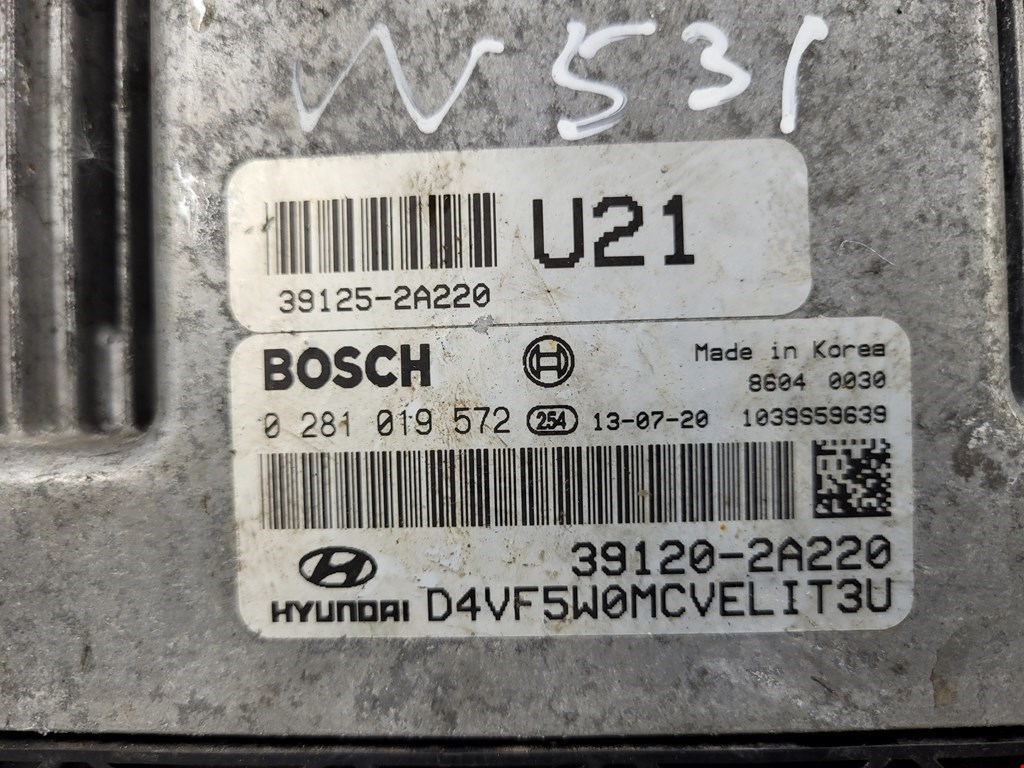 W 531
U21
39125-2A220
BOSCH
Made in Korea
8604 0030
0 281 019 572 254 13-07-20 1039S59639
39120-2A220
HYUNDAI D4VF5W0MCVELIT3U